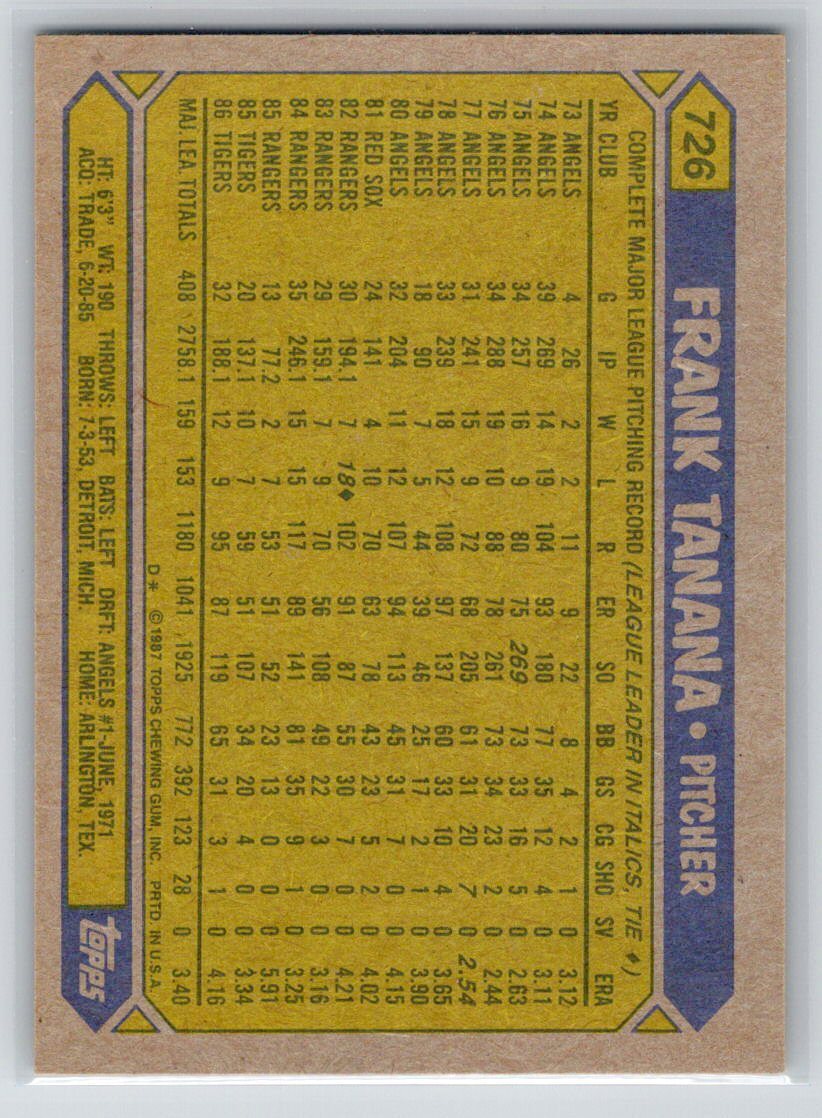 726 FRANK TANANA • PITCHER
COMPLETE MAJOR LEAGUE PITCHING RECORD (LEAGUE LEADER IN ITALICS, TIE ♦)
YR CLUB G IP W L R ER SO BB GS CG SHO SV ERA
73 ANGELS 4 26 2 2 11 9 22 8 4 2 1 0 3.12
74 ANGELS 39 269 14 19 104 93 180 77 35 12 4 0 3.11
75 ANGELS 34 257 16 9 80 75 269 73 33 16 5 0 2.63
76 ANGELS 34 288 19 10 88 78 261 73 34 23 2 0 2.44
77 ANGELS 31 241 15 9 72 68 205 61 31 20 7 0 2.54
78 ANGELS 33 239 18 12 108 97 137 60 33 10 4 0 3.65
79 ANGELS 18 90 7 5 44 39 46 25 17 2 1 0 3.90
80 ANGELS 32 204 11 12 107 94 113 45 31 7 0 0 4.15
81 RED SOX 24 141 4 10 70 63 78 43 23 5 2 0 4.02
82 RANGERS 30 194.1 7 18♦ 102 91 87 55 30 7 0 0 4.21
83 RANGERS 29 159.1 7 9 70 56 108 49 22 3 0 0 3.16
84 RANGERS 35 246.1 15 15 117 89 141 81 35 9 1 0 3.25
85 RANGERS 13 77.2 2 7 53 51 52 23 13 0 0 0 5.91
85 TIGERS 20 137.1 10 7 59 51 107 34 20 4 0 0 3.34
86 TIGERS 32 188.1 12 9 95 87 119 65 31 3 1 0 4.16
MAJ. LEA. TOTALS 408 2758.1 159 153 1180 1041 1925 772 392 123 28 0 3.40
D* © 1987 TOPPS CHEWING GUM, INC. PRTD. IN U.S.A.
HT: 6'3" WT: 190 THROWS: LEFT BATS: LEFT DRFT: ANGELS #1-JUNE, 1971
ACQ: TRADE, 6-20-85 BORN: 7-3-53, DETROIT, MICH. HOME: ARLINGTON, TEX.
TOPPS